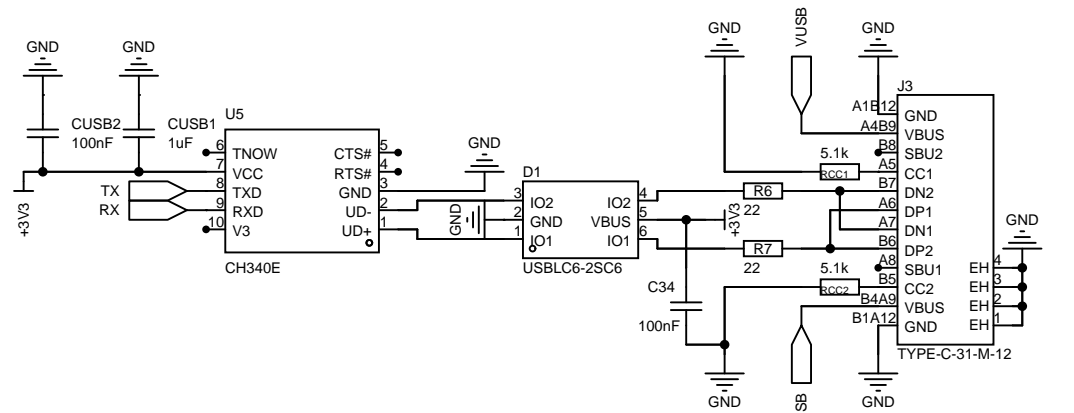 GND
GND
GND
VUSB
GND
U5
J3
CUSB2
100nF
CUSB1
1uF
A1B12
GND
A4B9
VBUS
6
TNOW
CTS#
5
GND
B8
SBU2
7
VCC
RTS#
4
D1
5.1k
RCC1
A5
CC1
TX
8
TXD
GND
3
3
IO2
IO2
4
R6
B7
DN2
RX
9
RXD
UD-
2
GND
2
GND
VBUS
5
+3V3
22
A6
DP1
GND
+3V3
10
V3
UD+
1
1
IO1
IO1
6
R7
A7
DN1
B6
DP2
CH340E
USBLC6-2SC6
22
5.1k
A8
SBU1
EH
4
C34
RCC2
B5
CC2
EH
3
100nF
B4A9
VBUS
EH
2
B1A12
GND
EH
1
TYPE-C-31-M-12
GND
SB
GND